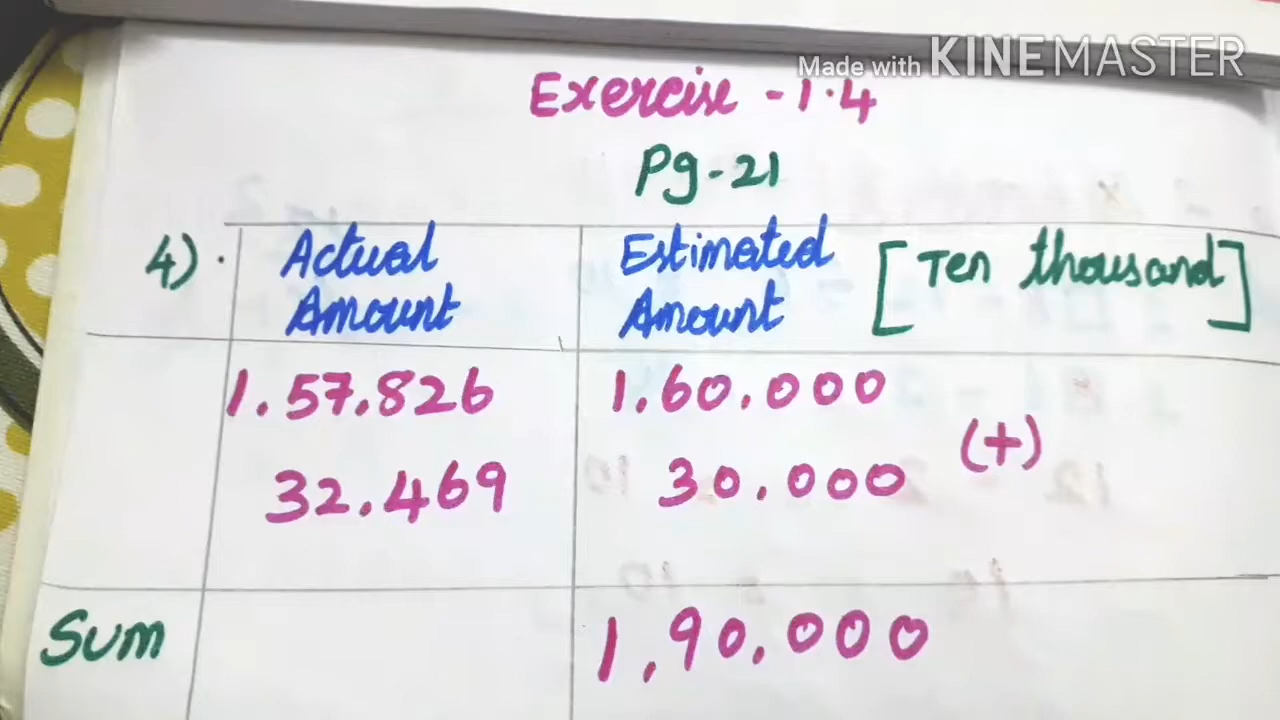 Made with KINEMASTER
Exercise - 1.4
Pg-21
4). Actual Amount Estimated Amount [Ten thousand]
1.57.826 1.60.000
32.469 30.000 (+)
Sum 1,90.000